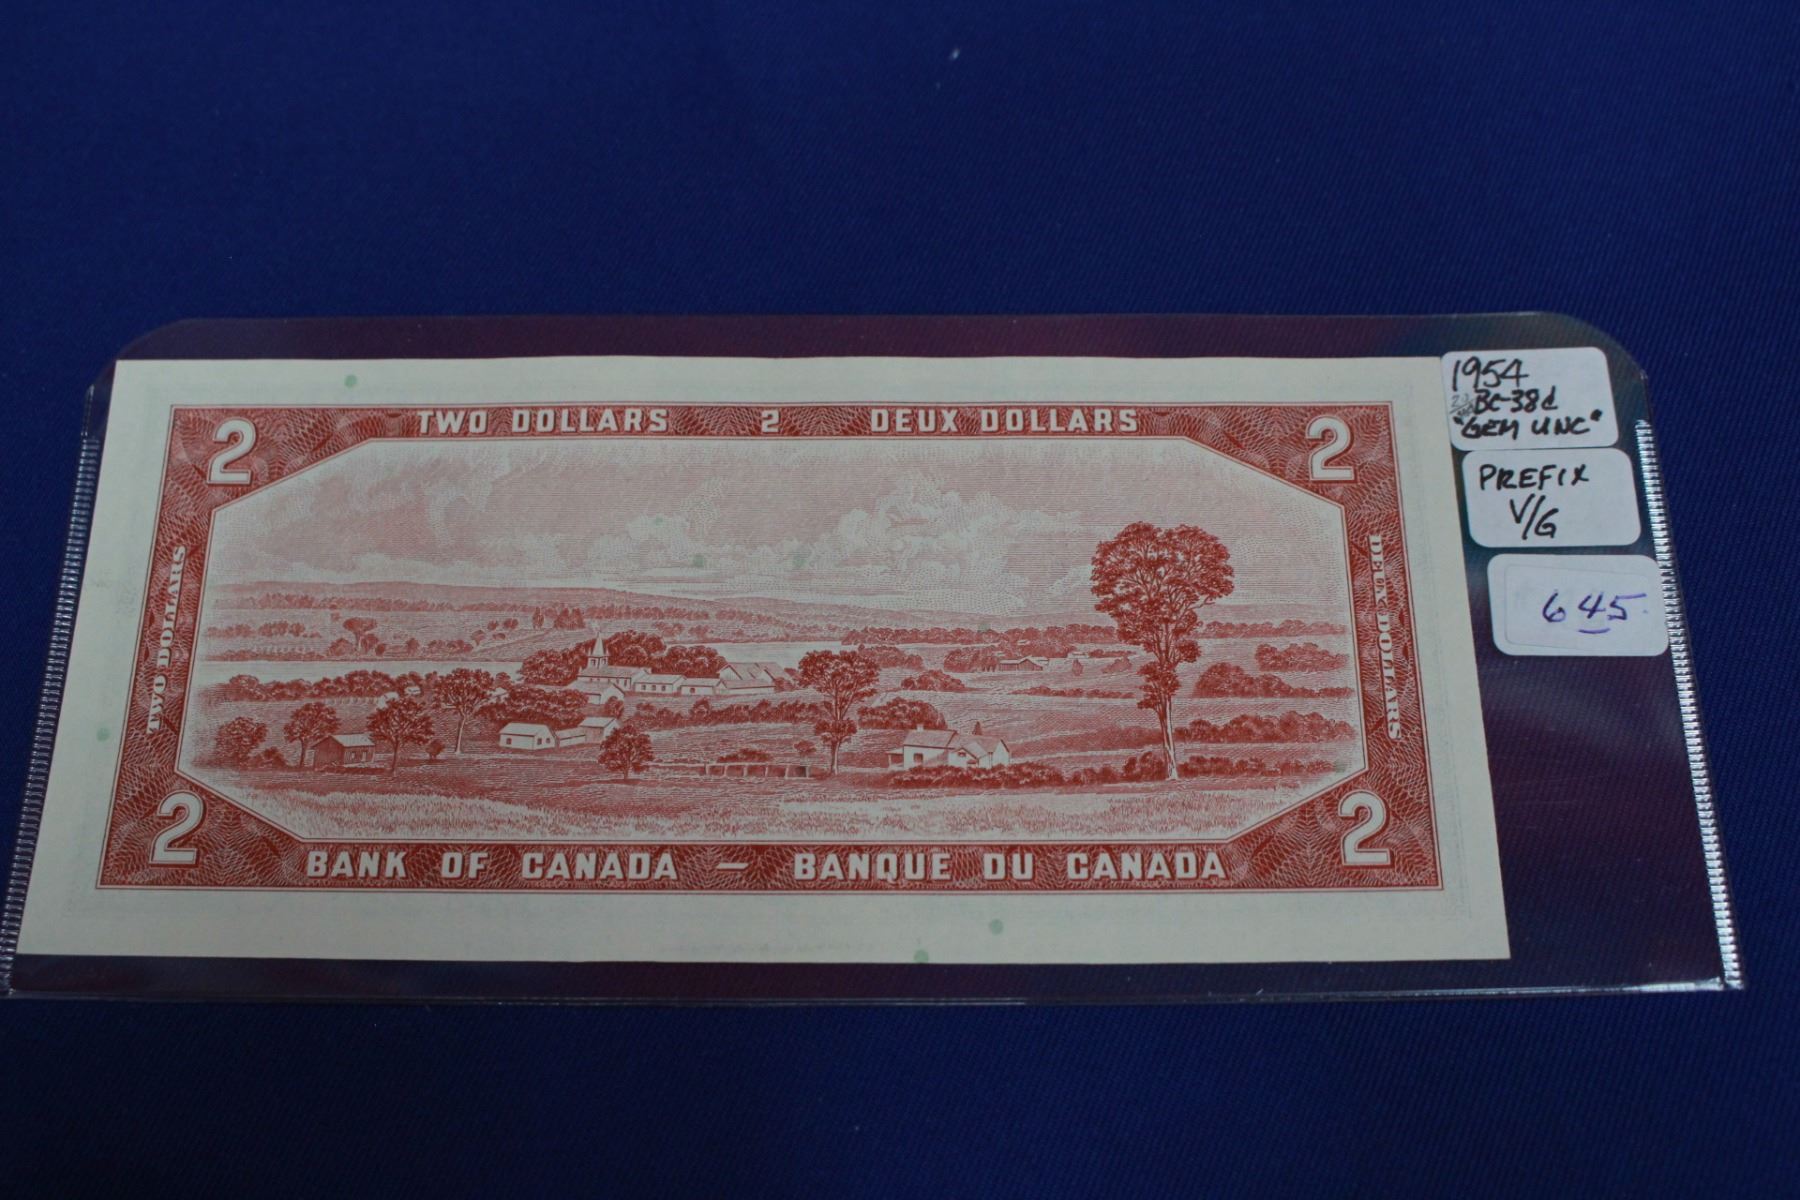 TWO DOLLARS 2 DEUX DOLLARS
2 2
TWO DOLLARS
DEUX DOLLARS
2 2
BANK OF CANADA — BANQUE DU CANADA
1954
BC-38d
"GEM UNC"
PREFIX
V/G
645